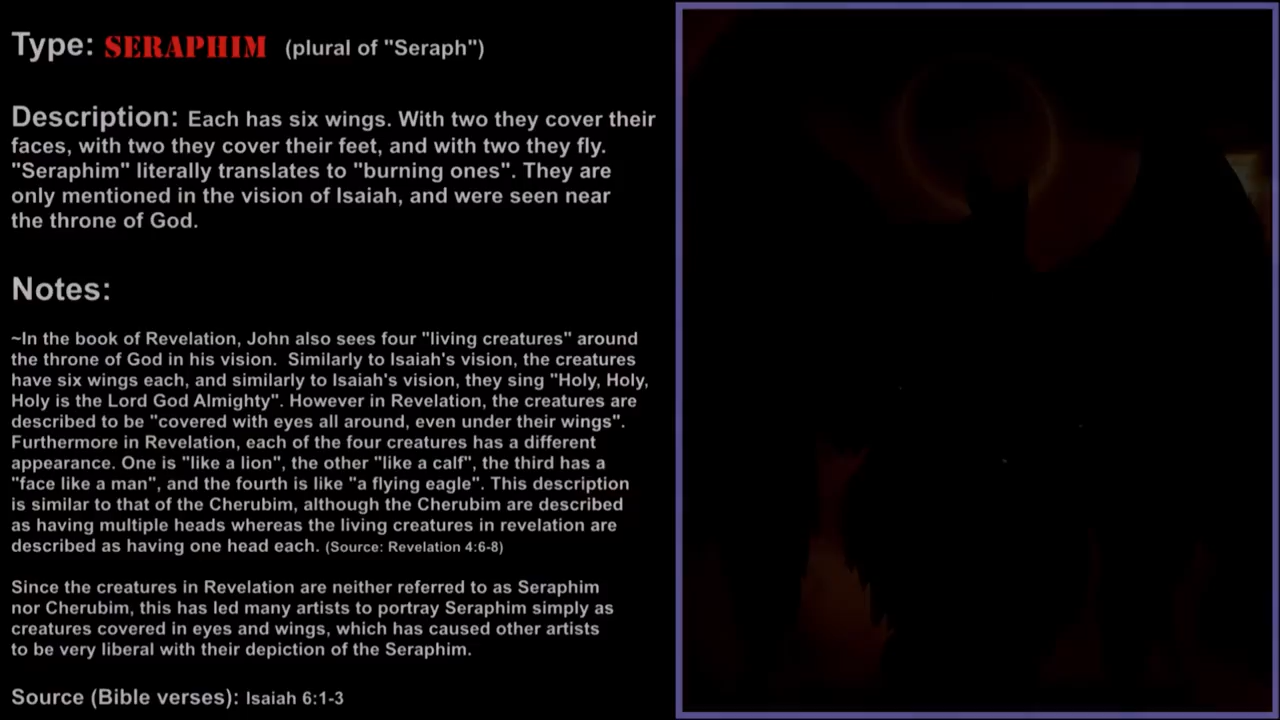 Type: SERAPHIM (plural of "Seraph")
Description: Each has six wings. With two they cover their
faces, with two they cover their feet, and with two they fly.
"Seraphim" literally translates to "burning ones". They are
only mentioned in the vision of Isaiah, and were seen near
the throne of God.
Notes:
~In the book of Revelation, John also sees four "living creatures" around
the throne of God in his vision. Similarly to Isaiah's vision, the creatures
have six wings each, and similarly to Isaiah's vision, they sing "Holy, Holy,
Holy is the Lord God Almighty". However in Revelation, the creatures are
described to be "covered with eyes all around, even under their wings".
Furthermore in Revelation, each of the four creatures has a different
appearance. One is "like a lion", the other "like a calf", the third has a
"face like a man", and the fourth is like "a flying eagle". This description
is similar to that of the Cherubim, although the Cherubim are described
as having multiple heads whereas the living creatures in revelation are
described as having one head each. (Source: Revelation 4:6-8)
Since the creatures in Revelation are neither referred to as Seraphim
nor Cherubim, this has led many artists to portray Seraphim simply as
creatures covered in eyes and wings, which has caused other artists
to be very liberal with their depiction of the Seraphim.
Source (Bible verses): Isaiah 6:1-3